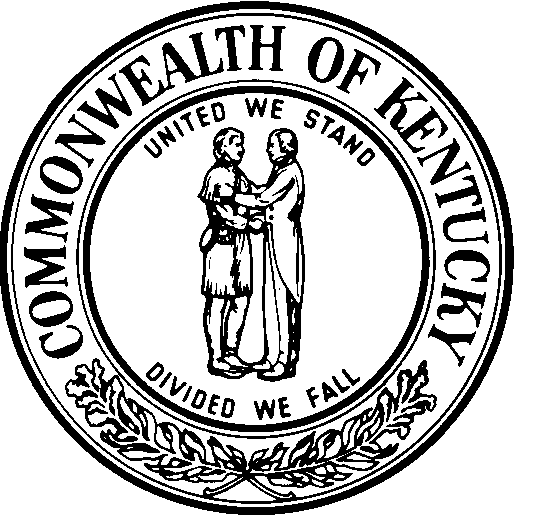 COMMONWEALTH OF KENTUCKY
UNITED WE STAND
DIVIDED WE FALL